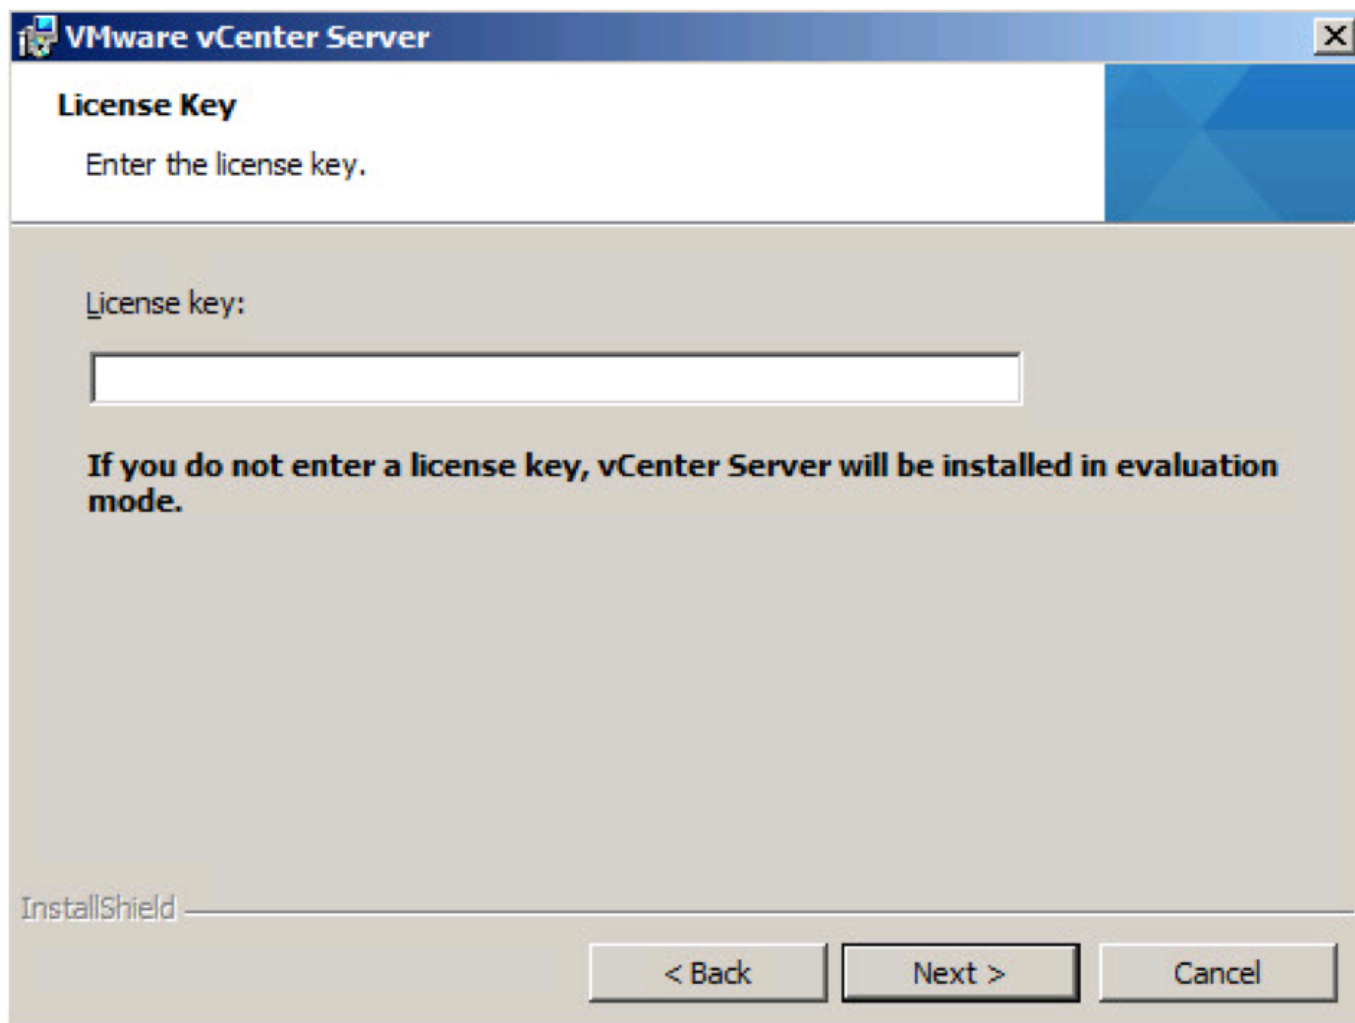 VMware vCenter Server
License Key
Enter the license key.
License key:
If you do not enter a license key, vCenter Server will be installed in evaluation
mode.
InstallShield
< Back
Next >
Cancel